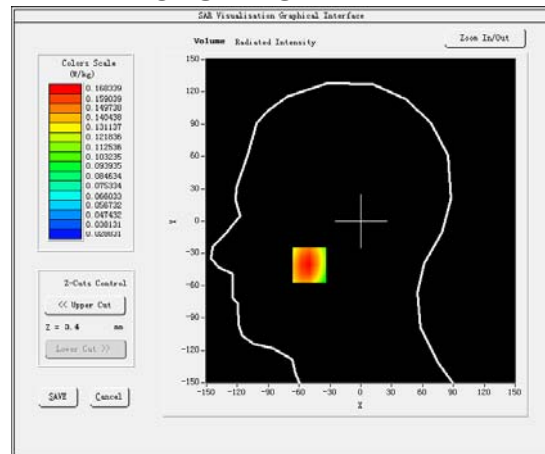 SAR Visualisation Graphical Interface
Volume Radiated Intensity
Zoom In/Out
Colors Scale
(W/kg)
0.168339
0.159039
0.149738
0.140438
0.131137
0.121836
0.112536
0.103235
0.093935
0.084634
0.075334
0.066033
0.056732
0.047432
0.038131
0.028831
Z-Cuts Control
<< Upper Cut
Z = 3.4 mm
Lower Cut >>
SAVE Cancel
150
120
90
60
30
0
-30
-60
-90
-120
-150
Y
-150 -120 -90 -60 -30 0 30 60 90 120 150
X